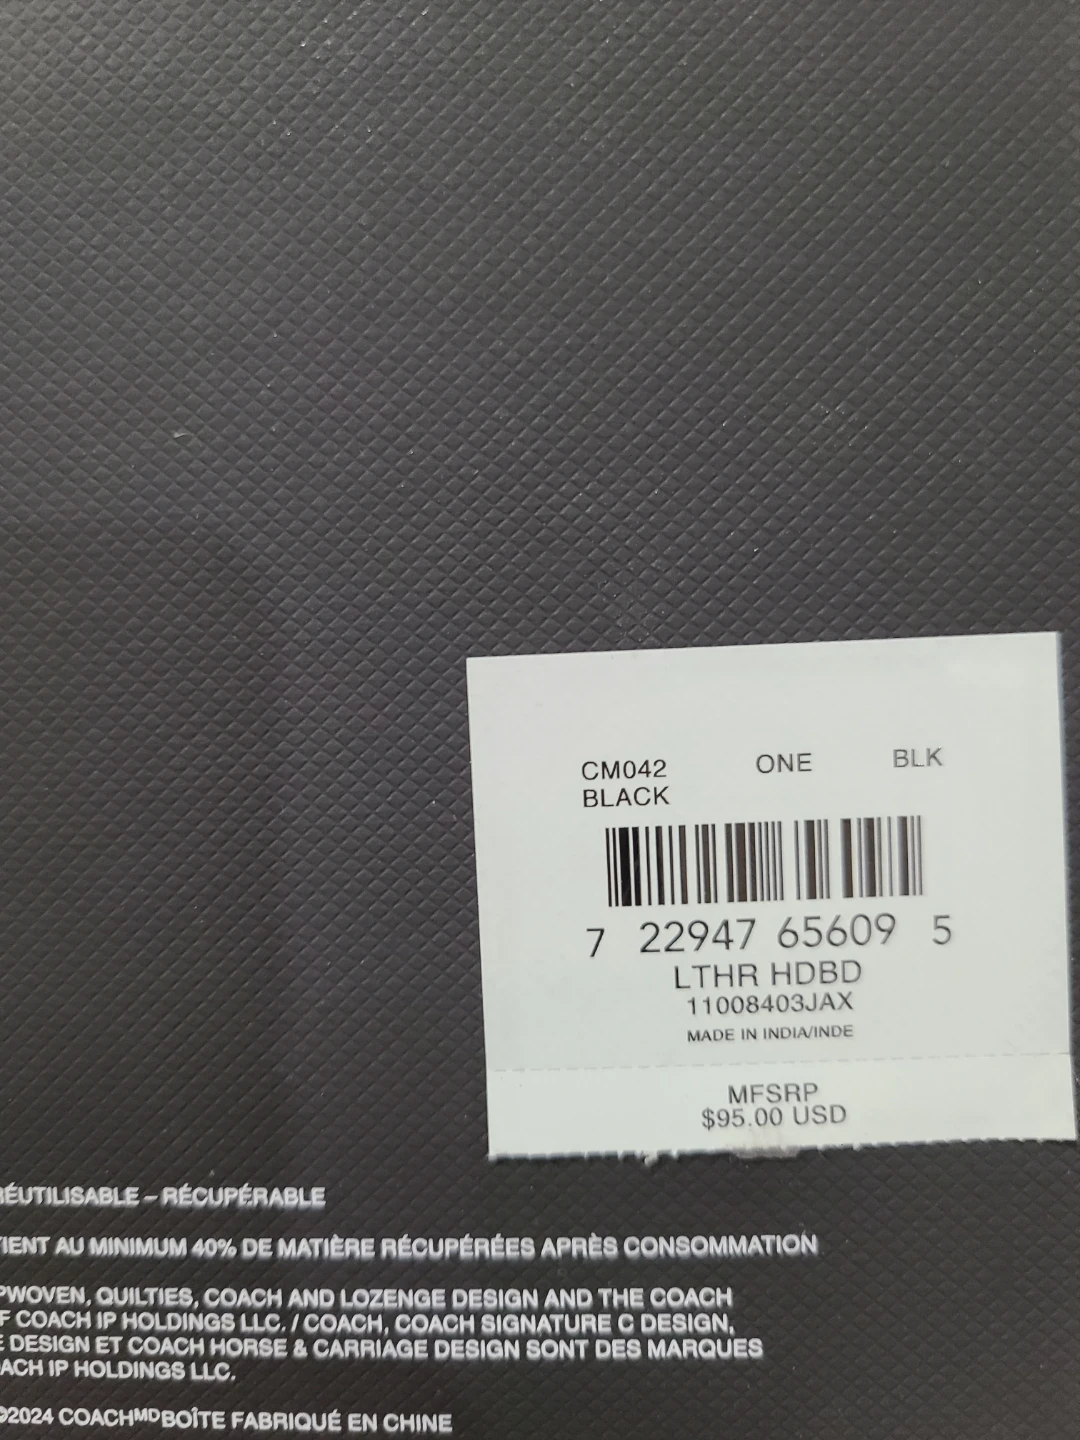 CM042 ONE BLK
BLACK
7 22947 65609 5
LTHR HDBD
11008403JAX
MADE IN INDIA/INDE
MFSRP
$95.00 USD
RÉUTILISABLE – RÉCUPÉRABLE
TIENT AU MINIMUM 40% DE MATIÈRE RÉCUPÉRÉES APRÈS CONSOMMATION
PWOVEN, QUILTIES, COACH AND LOZENGE DESIGN AND THE COACH
F COACH IP HOLDINGS LLC. / COACH, COACH SIGNATURE C DESIGN,
E DESIGN ET COACH HORSE & CARRIAGE DESIGN SONT DES MARQUES
ACH IP HOLDINGS LLC.
©2024 COACHMD BOÎTE FABRIQUÉ EN CHINE